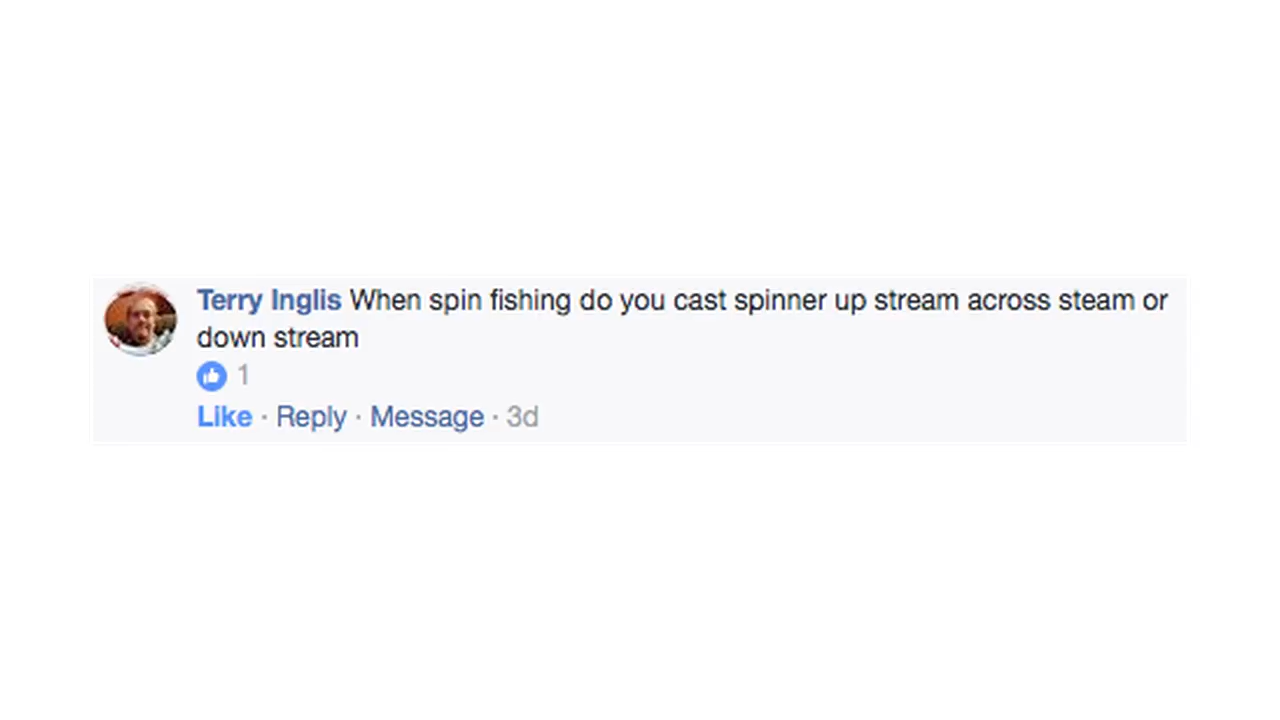 Terry Inglis When spin fishing do you cast spinner up stream across steam or
down stream
1
Like · Reply · Message · 3d